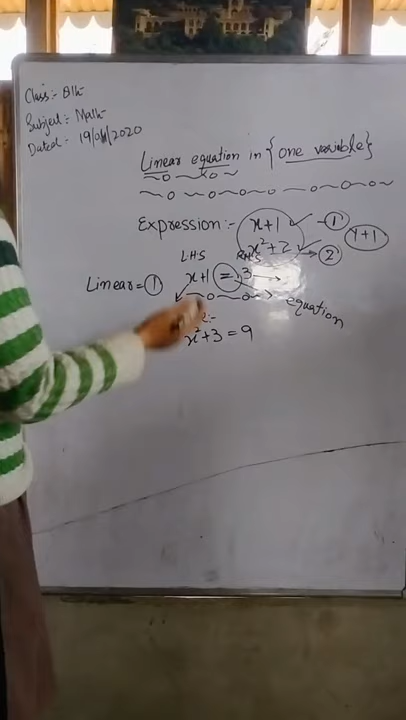 Class:- 8th
Subject:- Math
Dated:- 19/04/2020
Linear equation in {one variable}
Expression:- x+1 - 1
x²+2 → 2
y+1
LHS RHS
Linear = 1 x+1 = 3
equation
x²+3 = 9